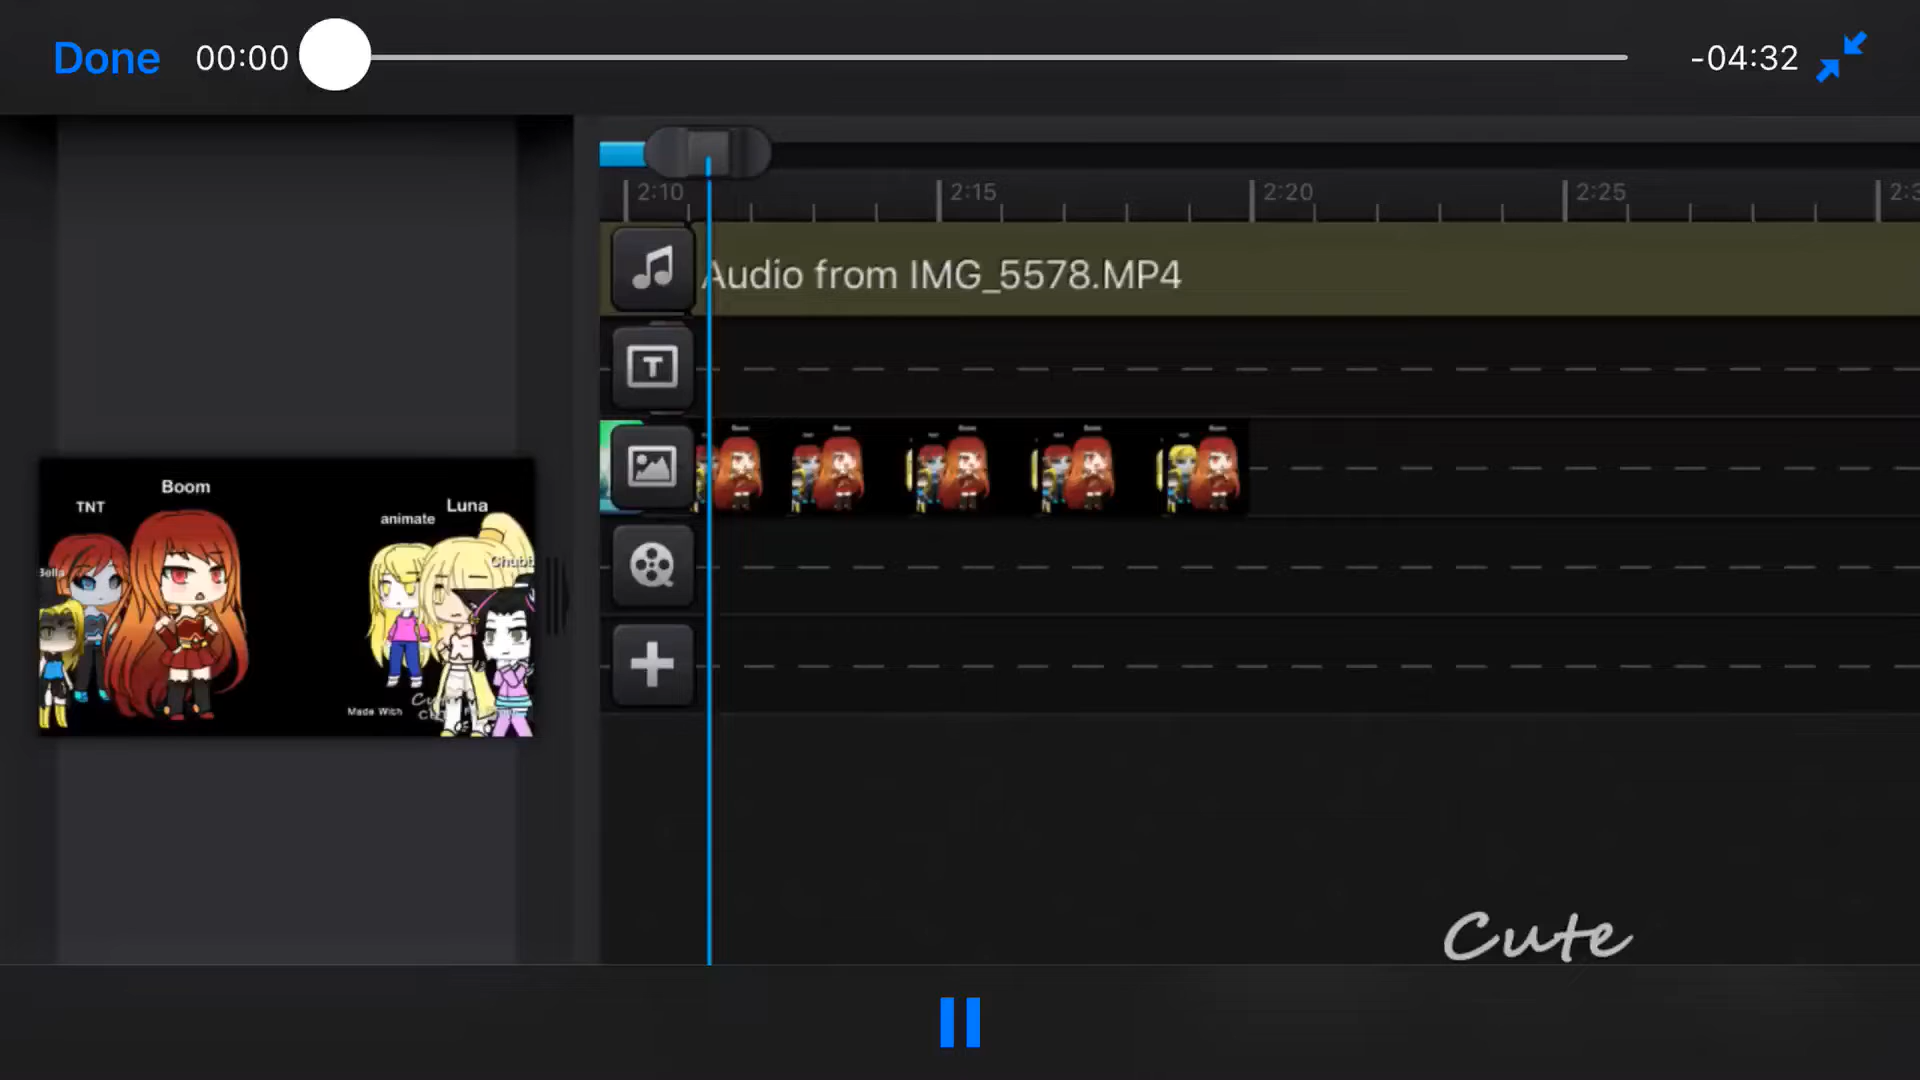 Done 00:00 -04:32
2:10 2:15 2:20 2:25
Audio from IMG_5578.MP4
T
Boom
TNT
Luna
animate
Bella
Made With
Cute